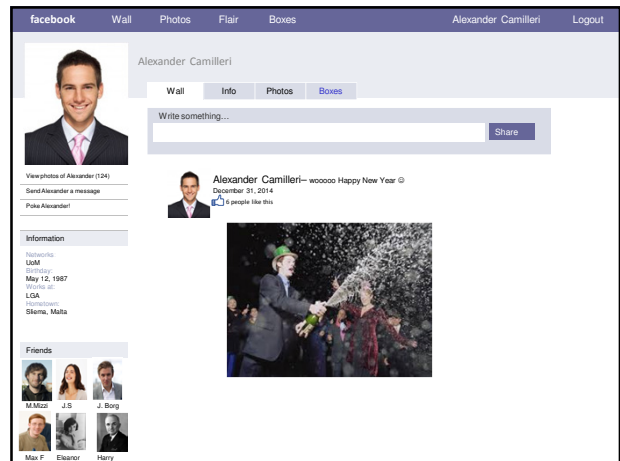 facebook Wall Photos Flair Boxes Alexander Camilleri Logout
Alexander Camilleri
Wall Info Photos Boxes
Write something…
Share
View photos of Alexander (124)
Send Alexander a message
Poke Alexander!
Alexander Camilleri– wooooo Happy New Year ☺
December 31, 2014
6 people like this
Information
Networks:
UoM
Birthday:
May 12, 1987
Works at:
LGA
Hometown:
Sliema, Malta
Friends
M.Mizzi J.S J. Borg
Max F Eleanor Harry